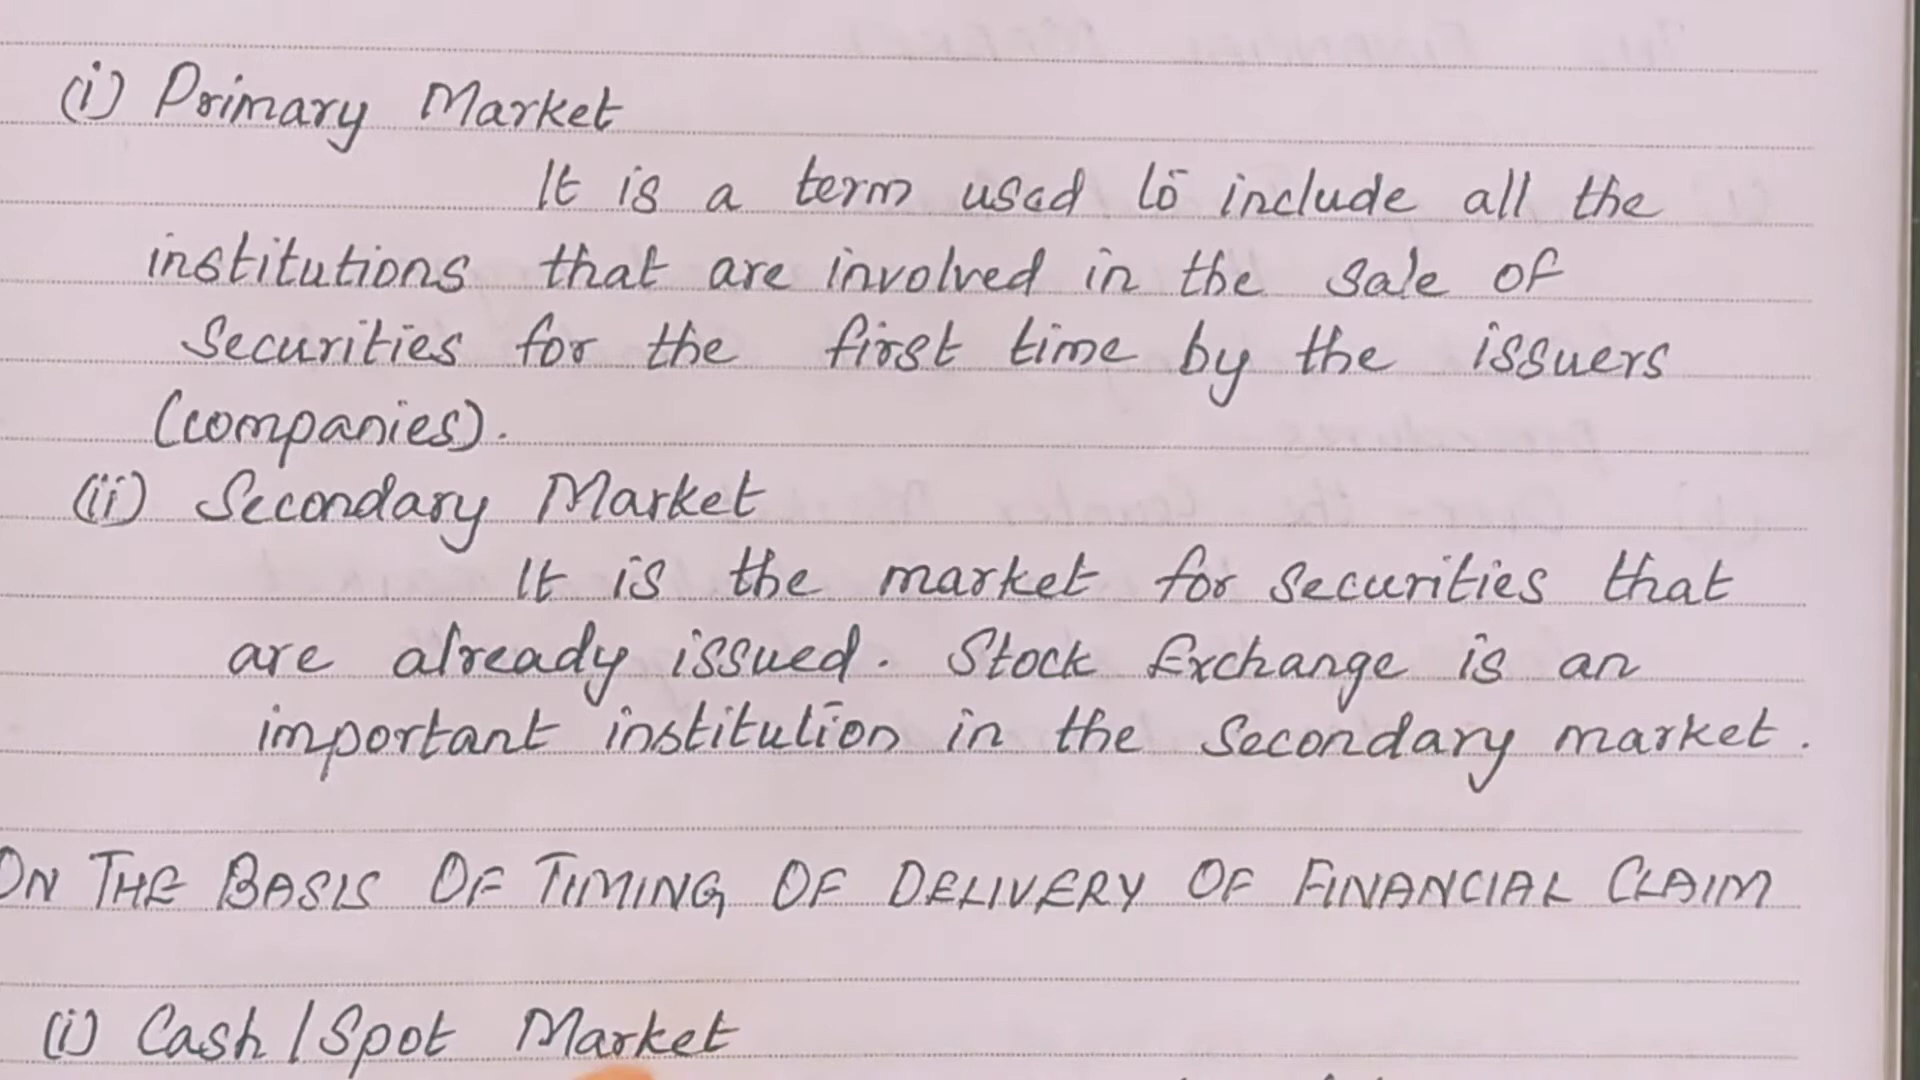 (i) Primary Market
It is a term used to include all the
institutions that are involved in the sale of
Securities for the first time by the issuers
(companies).
(ii) Secondary Market
It is the market for securities that
are already issued. Stock Exchange is an
important institution in the Secondary market.
ON THE BASIS OF TIMING OF DELIVERY OF FINANCIAL CLAIM
(i) Cash / Spot Market